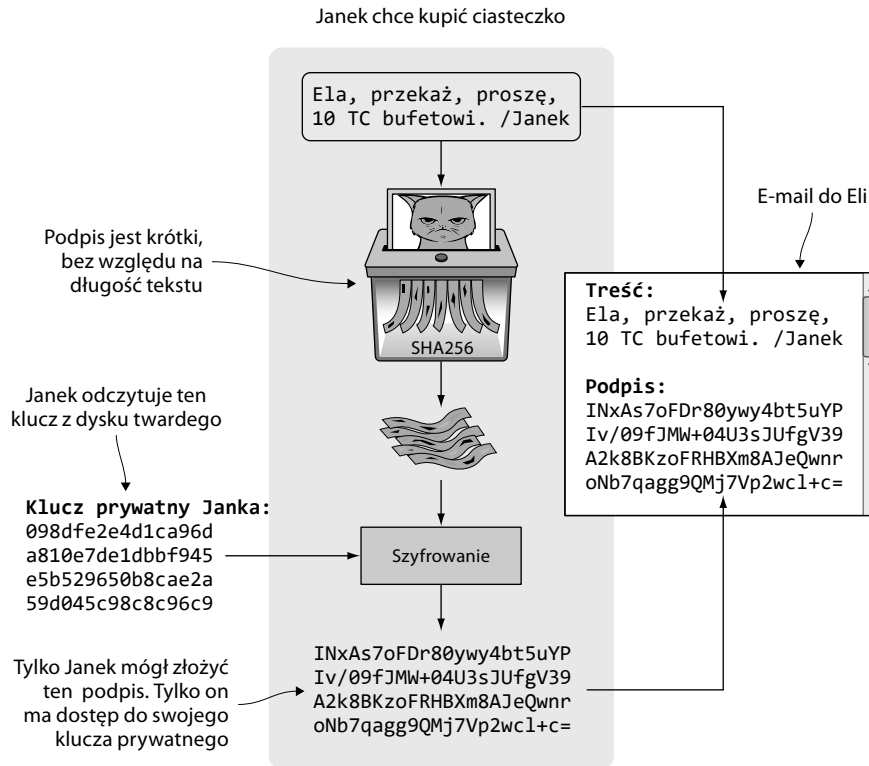 Janek chce kupić ciasteczko
Ela, przekaż, proszę,
10 TC bufetowi. /Janek
E-mail do Eli
Podpis jest krótki,
bez względu na
długość tekstu
SHA256
Treść:
Ela, przekaż, proszę,
10 TC bufetowi. /Janek
Podpis:
INxAs7oFDr80ywy4bt5uYP
Iv/09fJMW+04U3sJUfgV39
A2k8BKzoFRHBXm8AJeQwnr
oNb7qagg9QMj7Vp2wcl+c=
Janek odczytuje ten
klucz z dysku twardego
Klucz prywatny Janka:
098dfe2e4d1ca96d
a810e7de1dbbf945
e5b529650b8cae2a
59d045c98c8c96c9
Szyfrowanie
Tylko Janek mógł złożyć
ten podpis. Tylko on
ma dostęp do swojego
klucza prywatnego
INxAs7oFDr80ywy4bt5uYP
Iv/09fJMW+04U3sJUfgV39
A2k8BKzoFRHBXm8AJeQwnr
oNb7qagg9QMj7Vp2wcl+c=